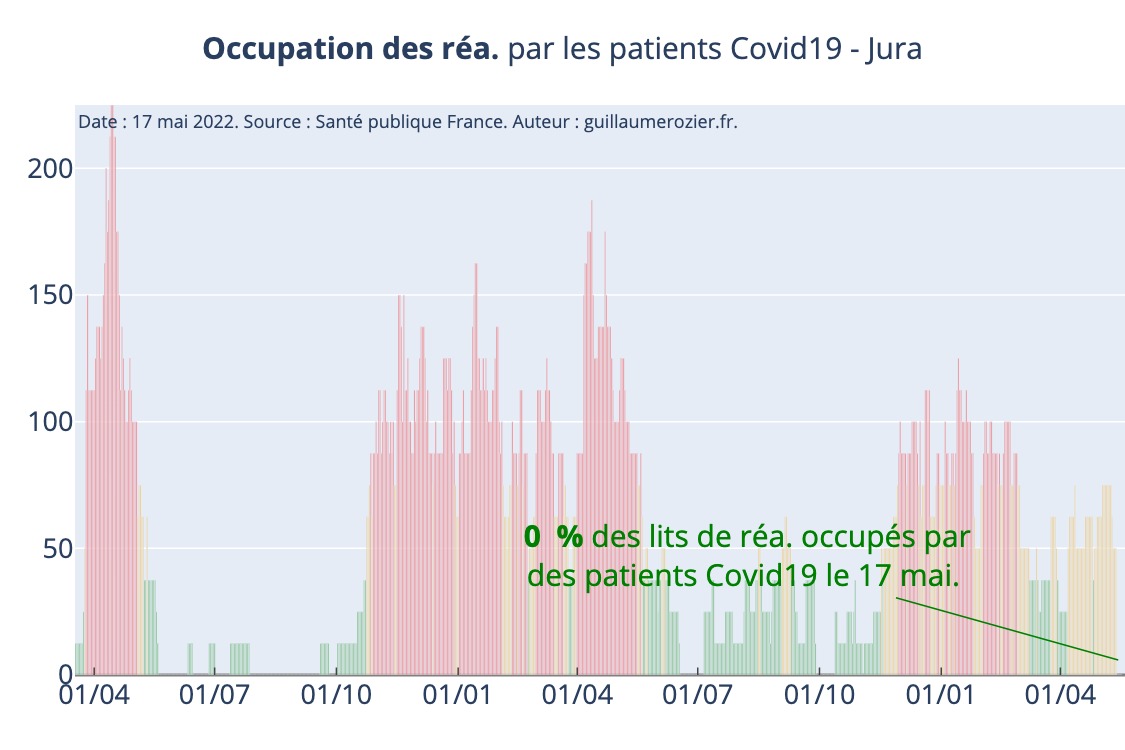 Occupation des réa. par les patients Covid19 - Jura
Date : 17 mai 2022. Source : Santé publique France. Auteur : guillaumerozier.fr.
200
150
100
50
0
0 % des lits de réa. occupés par
des patients Covid19 le 17 mai.
01/04 01/07 01/10 01/01 01/04 01/07 01/10 01/01 01/04